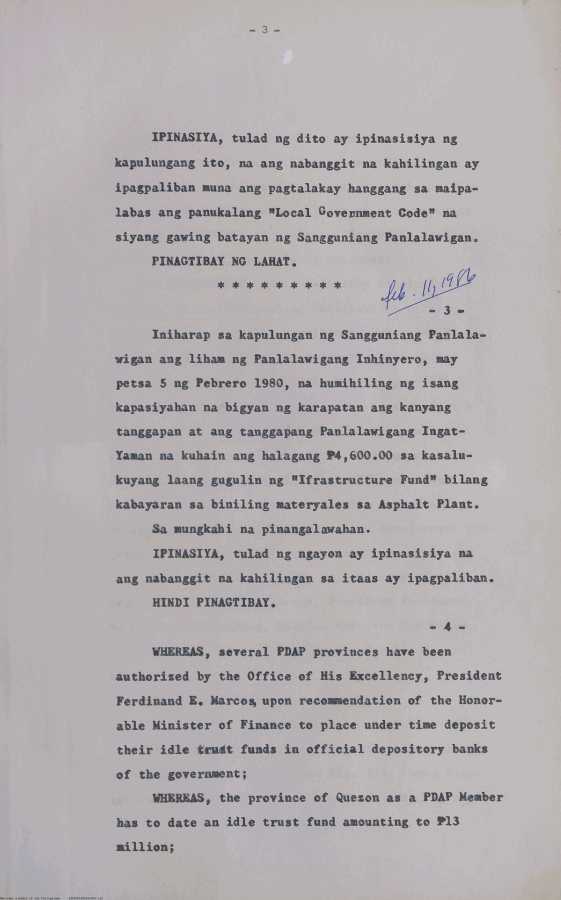 - 3 -
IPINASIYA, tulad ng dito ay ipinasisiya ng
kapulungang ito, na ang nabanggit na kahilingan ay
ipagpaliban muna ang pagtalakay hanggang sa maipa-
labas ang panukalang "Local Government Code" na
siyang gawing batayan ng Sangguniang Panlalawigan.
PINAGTIBAY NG LAHAT.
* * * * * * * * *
feb. 11, 1986
- 3 -
Iniharap sa kapulungan ng Sangguniang Panlala-
wigan ang liham ng Panlalawigang Inhinyero, may
petsa 5 ng Pebrero 1980, na humihiling ng isang
kapasiyahan na bigyan ng karapatan ang kanyang
tanggapan at ang tanggapang Panlalawigang Ingat-
Yaman na kuhain ang halagang ₱4,600.00 sa kasalu-
kuyang laang gugulin ng "Ifrastructure Fund" bilang
kabayaran sa biniling materyales sa Asphalt Plant.
Sa mungkahi na pinangalawahan.
IPINASIYA, tulad ng ngayon ay ipinasisiya na
ang nabanggit na kahilingan sa itaas ay ipagpaliban.
HINDI PINAGTIBAY.
- 4 -
WHEREAS, several PDAP provinces have been
authorized by the Office of His Excellency, President
Ferdinand E. Marcos, upon recommendation of the Honor-
able Minister of Finance to place under time deposit
their idle trust funds in official depository banks
of the government;
WHEREAS, the province of Quezon as a PDAP Member
has to date an idle trust fund amounting to ₱13
million;